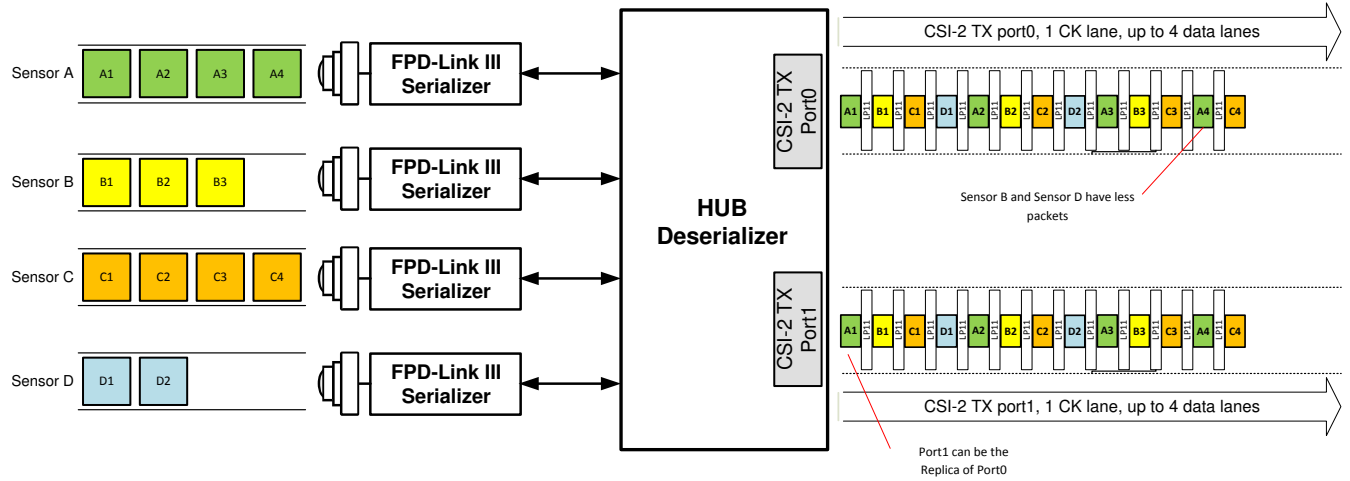 CSI-2 TX port0, 1 CK lane, up to 4 data lanes
Sensor A
A1 A2 A3 A4
FPD-Link III
Serializer
CSI-2 TX
Port0
A1 LP11 B1 LP11 C1 LP11 D1 LP11 A2 LP11 B2 LP11 C2 LP11 D2 LP11 A3 LP11 B3 LP11 C3 LP11 A4 LP11 C4
Sensor B
B1 B2 B3
FPD-Link III
Serializer
Sensor B and Sensor D have less
packets
HUB
Deserializer
Sensor C
C1 C2 C3 C4
FPD-Link III
Serializer
CSI-2 TX
Port1
A1 LP11 B1 LP11 C1 LP11 D1 LP11 A2 LP11 B2 LP11 C2 LP11 D2 LP11 A3 LP11 B3 LP11 C3 LP11 A4 LP11 C4
Sensor D
D1 D2
FPD-Link III
Serializer
CSI-2 TX port1, 1 CK lane, up to 4 data lanes
Port1 can be the
Replica of Port0